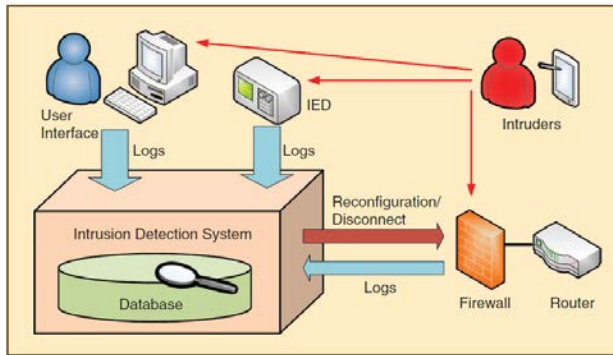 User
Interface
IED
Intruders
Logs
Logs
Reconfiguration/
Disconnect
Intrusion Detection System
Database
Logs
Firewall
Router